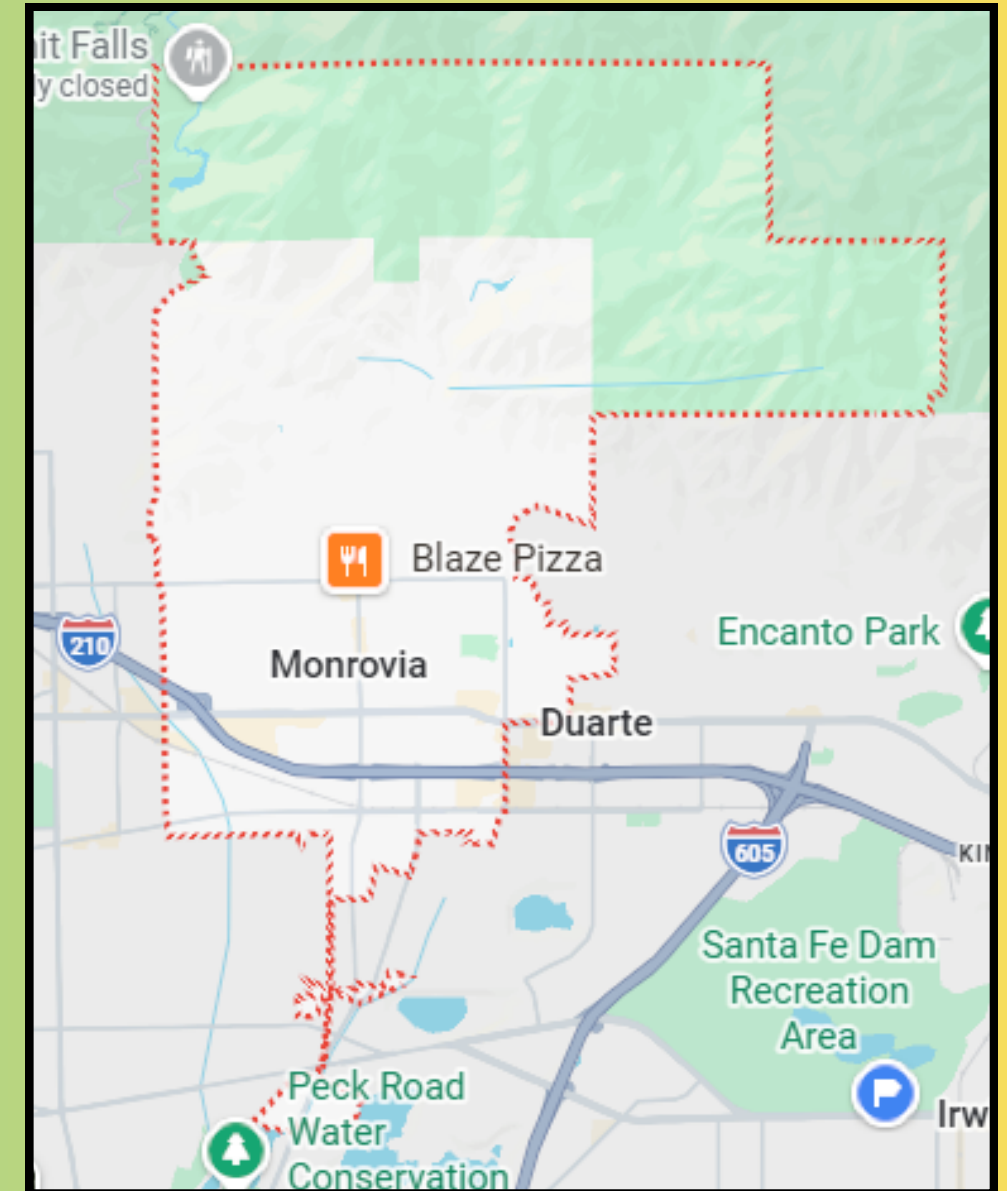 it Falls
y closed
Blaze Pizza
210
Encanto Park
Monrovia
Duarte
605
KIN
Santa Fe Dam
Recreation
Area
Irw
Peck Road
Water
Conservation